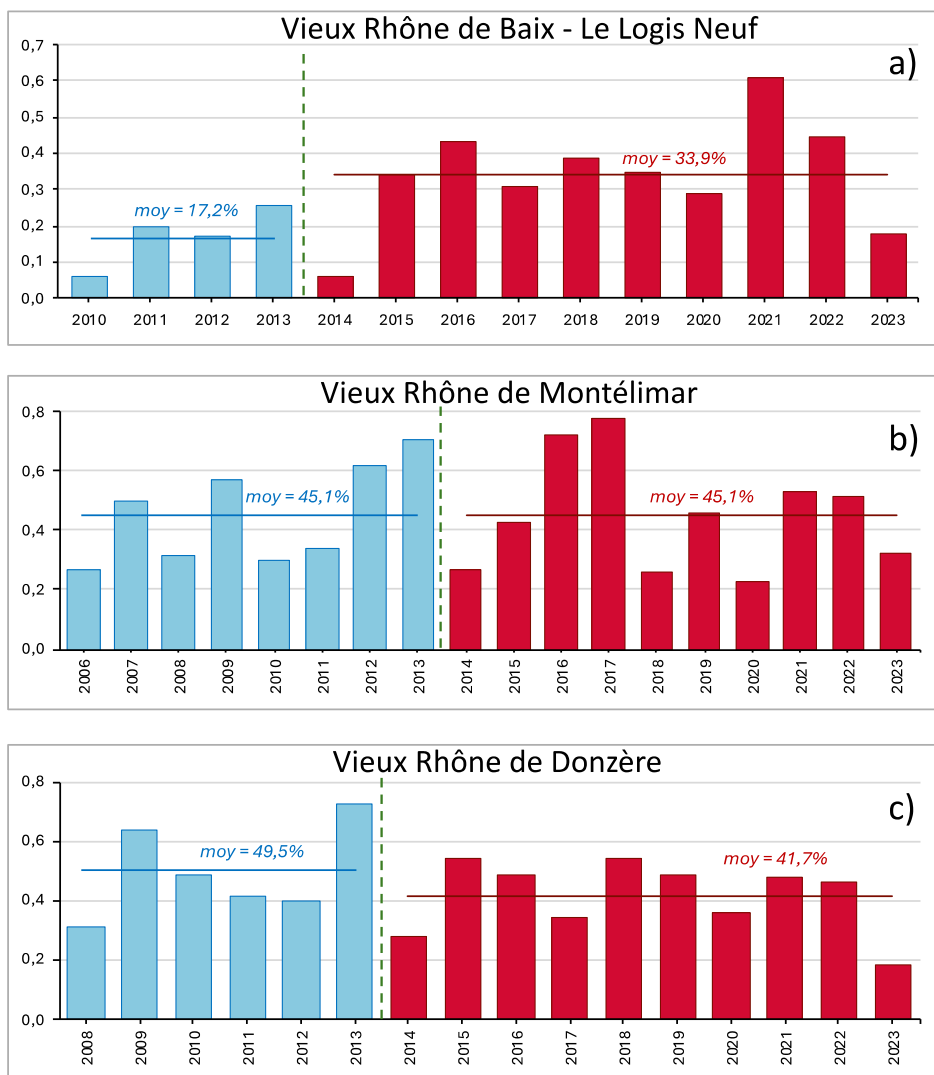 Vieux Rhône de Baix - Le Logis Neuf
a)
0,7
0,6
0,5
0,4
0,3
0,2
0,1
0,0
moy = 17,2%
moy = 33,9%
2010 2011 2012 2013 2014 2015 2016 2017 2018 2019 2020 2021 2022 2023
Vieux Rhône de Montélimar
b)
0,8
0,6
0,4
0,2
0,0
moy = 45,1%
moy = 45,1%
2006 2007 2008 2009 2010 2011 2012 2013 2014 2015 2016 2017 2018 2019 2020 2021 2022 2023
Vieux Rhône de Donzère
c)
0,8
0,6
0,4
0,2
0,0
moy = 49,5%
moy = 41,7%
2008 2009 2010 2011 2012 2013 2014 2015 2016 2017 2018 2019 2020 2021 2022 2023